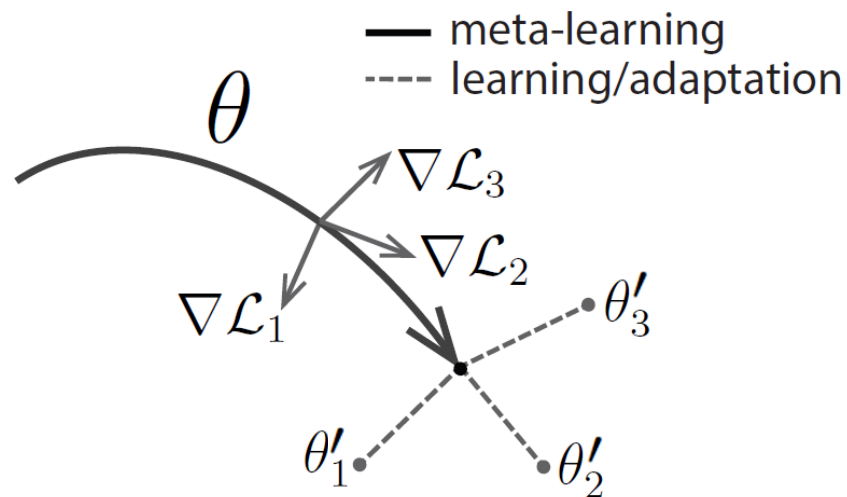 meta-learning
learning/adaptation
θ
∇ℒ₃
∇ℒ₂
∇ℒ₁
θ′₃
θ′₁
θ′₂